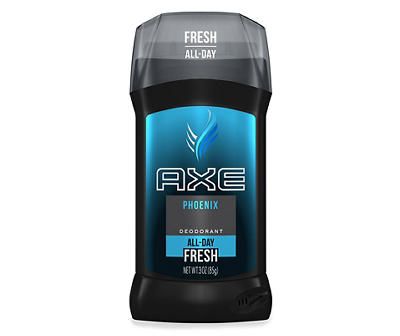 FRESH
ALL-DAY
AXE
PHOENIX
DEODORANT
ALL-DAY
FRESH
NET WT 3 OZ (85g)